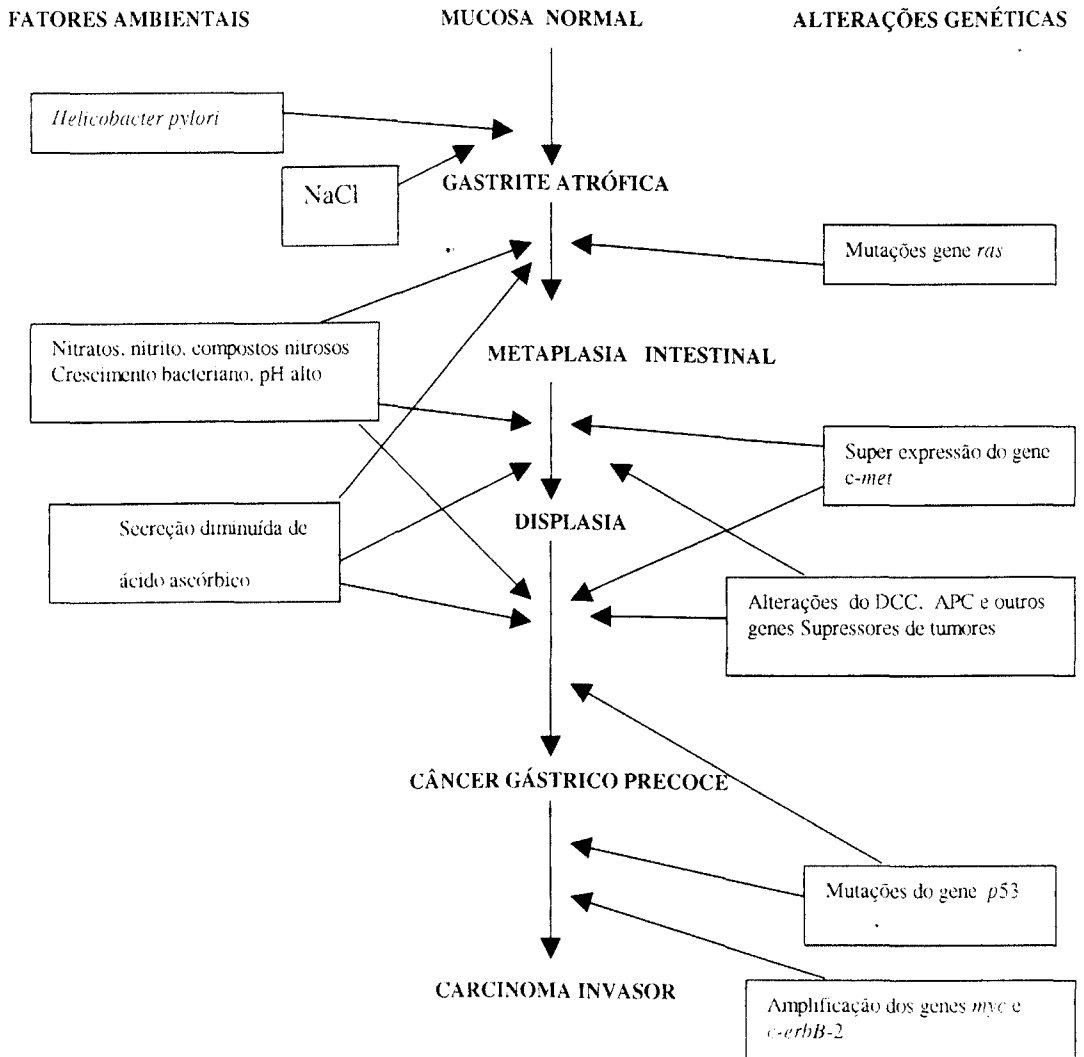 FATORES AMBIENTAIS
MUCOSA NORMAL
ALTERAÇÕES GENÉTICAS
Helicobacter pylori
NaCl
GASTRITE ATRÓFICA
Mutações gene ras
Nitratos, nitrito, compostos nitrosos
Crescimento bacteriano, pH alto
METAPLASIA INTESTINAL
Super expressão do gene
c-met
Secreção diminuída de
ácido ascórbico
DISPLASIA
Alterações do DCC, APC e outros
genes Supressores de tumores
CÂNCER GÁSTRICO PRECOCE
Mutações do gene p53
CARCINOMA INVASOR
Amplificação dos genes myc e
c-erbB-2